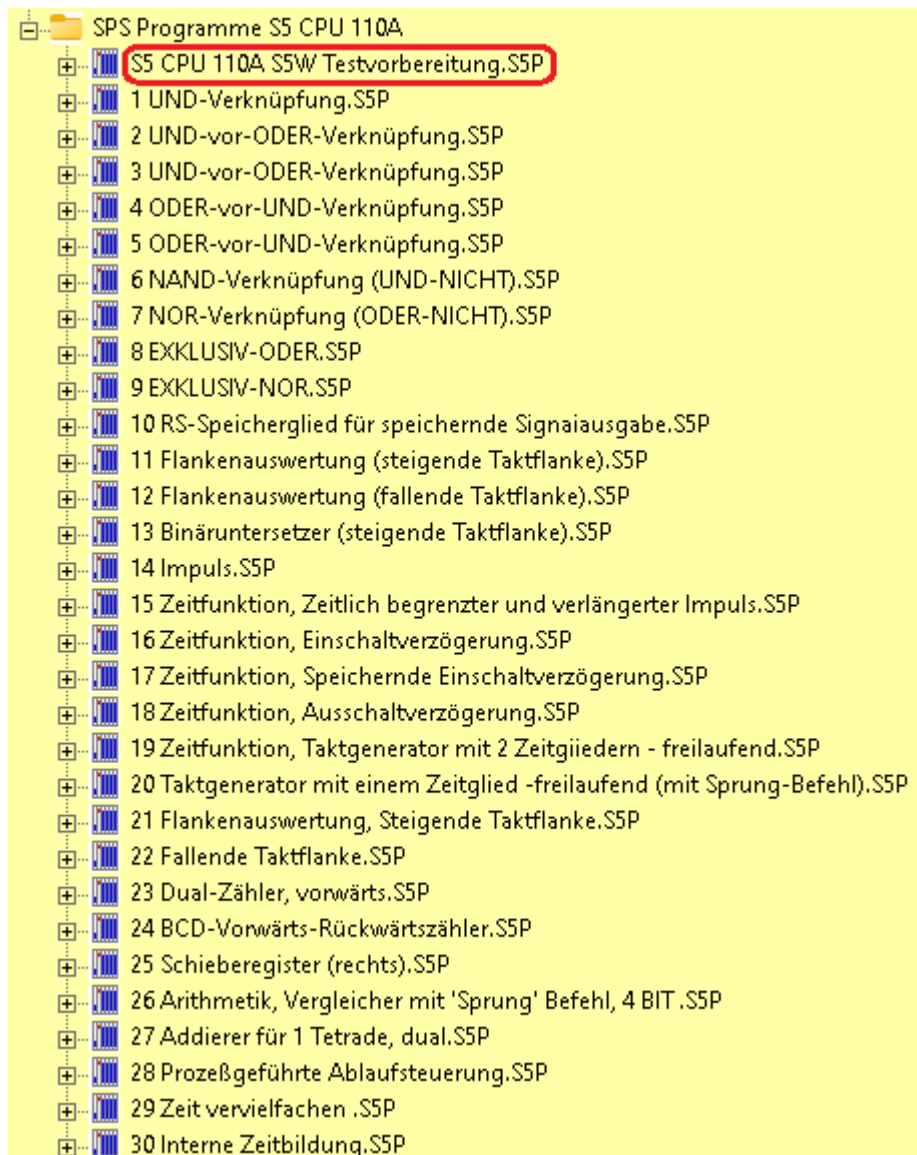 SPS Programme S5 CPU 110A
S5 CPU 110A S5W Testvorbereitung.S5P
1 UND-Verknüpfung.S5P
2 UND-vor-ODER-Verknüpfung.S5P
3 UND-vor-ODER-Verknüpfung.S5P
4 ODER-vor-UND-Verknüpfung.S5P
5 ODER-vor-UND-Verknüpfung.S5P
6 NAND-Verknüpfung (UND-NICHT).S5P
7 NOR-Verknüpfung (ODER-NICHT).S5P
8 EXKLUSIV-ODER.S5P
9 EXKLUSIV-NOR.S5P
10 RS-Speicherglied für speichernde Signaiausgabe.S5P
11 Flankenauswertung (steigende Taktflanke).S5P
12 Flankenauswertung (fallende Taktflanke).S5P
13 Binäruntersetzer (steigende Taktflanke).S5P
14 Impuls.S5P
15 Zeitfunktion, Zeitlich begrenzter und verlängerter Impuls.S5P
16 Zeitfunktion, Einschaltverzögerung.S5P
17 Zeitfunktion, Speichernde Einschaltverzögerung.S5P
18 Zeitfunktion, Ausschaltverzögerung.S5P
19 Zeitfunktion, Taktgenerator mit 2 Zeitgiiedern - freilaufend.S5P
20 Taktgenerator mit einem Zeitglied -freilaufend (mit Sprung-Befehl).S5P
21 Flankenauswertung, Steigende Taktflanke.S5P
22 Fallende Taktflanke.S5P
23 Dual-Zähler, vorwärts.S5P
24 BCD-Vorwärts-Rückwärtszähler.S5P
25 Schieberegister (rechts).S5P
26 Arithmetik, Vergleicher mit 'Sprung' Befehl, 4 BIT .S5P
27 Addierer für 1 Tetrade, dual.S5P
28 Prozeßgeführte Ablaufsteuerung.S5P
29 Zeit vervielfachen .S5P
30 Interne Zeitbildung.S5P